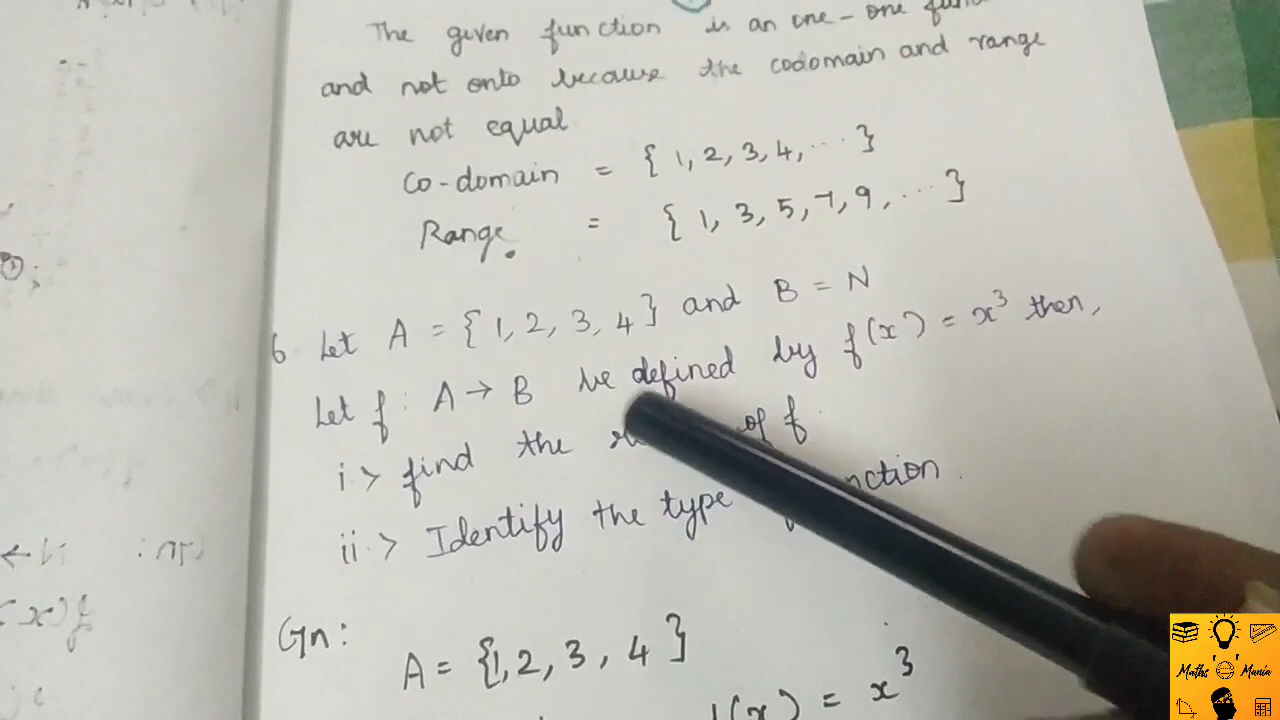 The given function is an one-one
and not onto because the codomain and range
are not equal
Co-domain = { 1, 2, 3, 4, ... }
Range = { 1, 3, 5, 7, 9, ... }
6 Let A = { 1, 2, 3, 4 } and B = N
Let f : A → B be defined by f(x) = x³ then,
i > find the of f.
ii > Identify the type
Gn:
A = {1, 2, 3, 4 }
f(x) = x³
Maths Mania